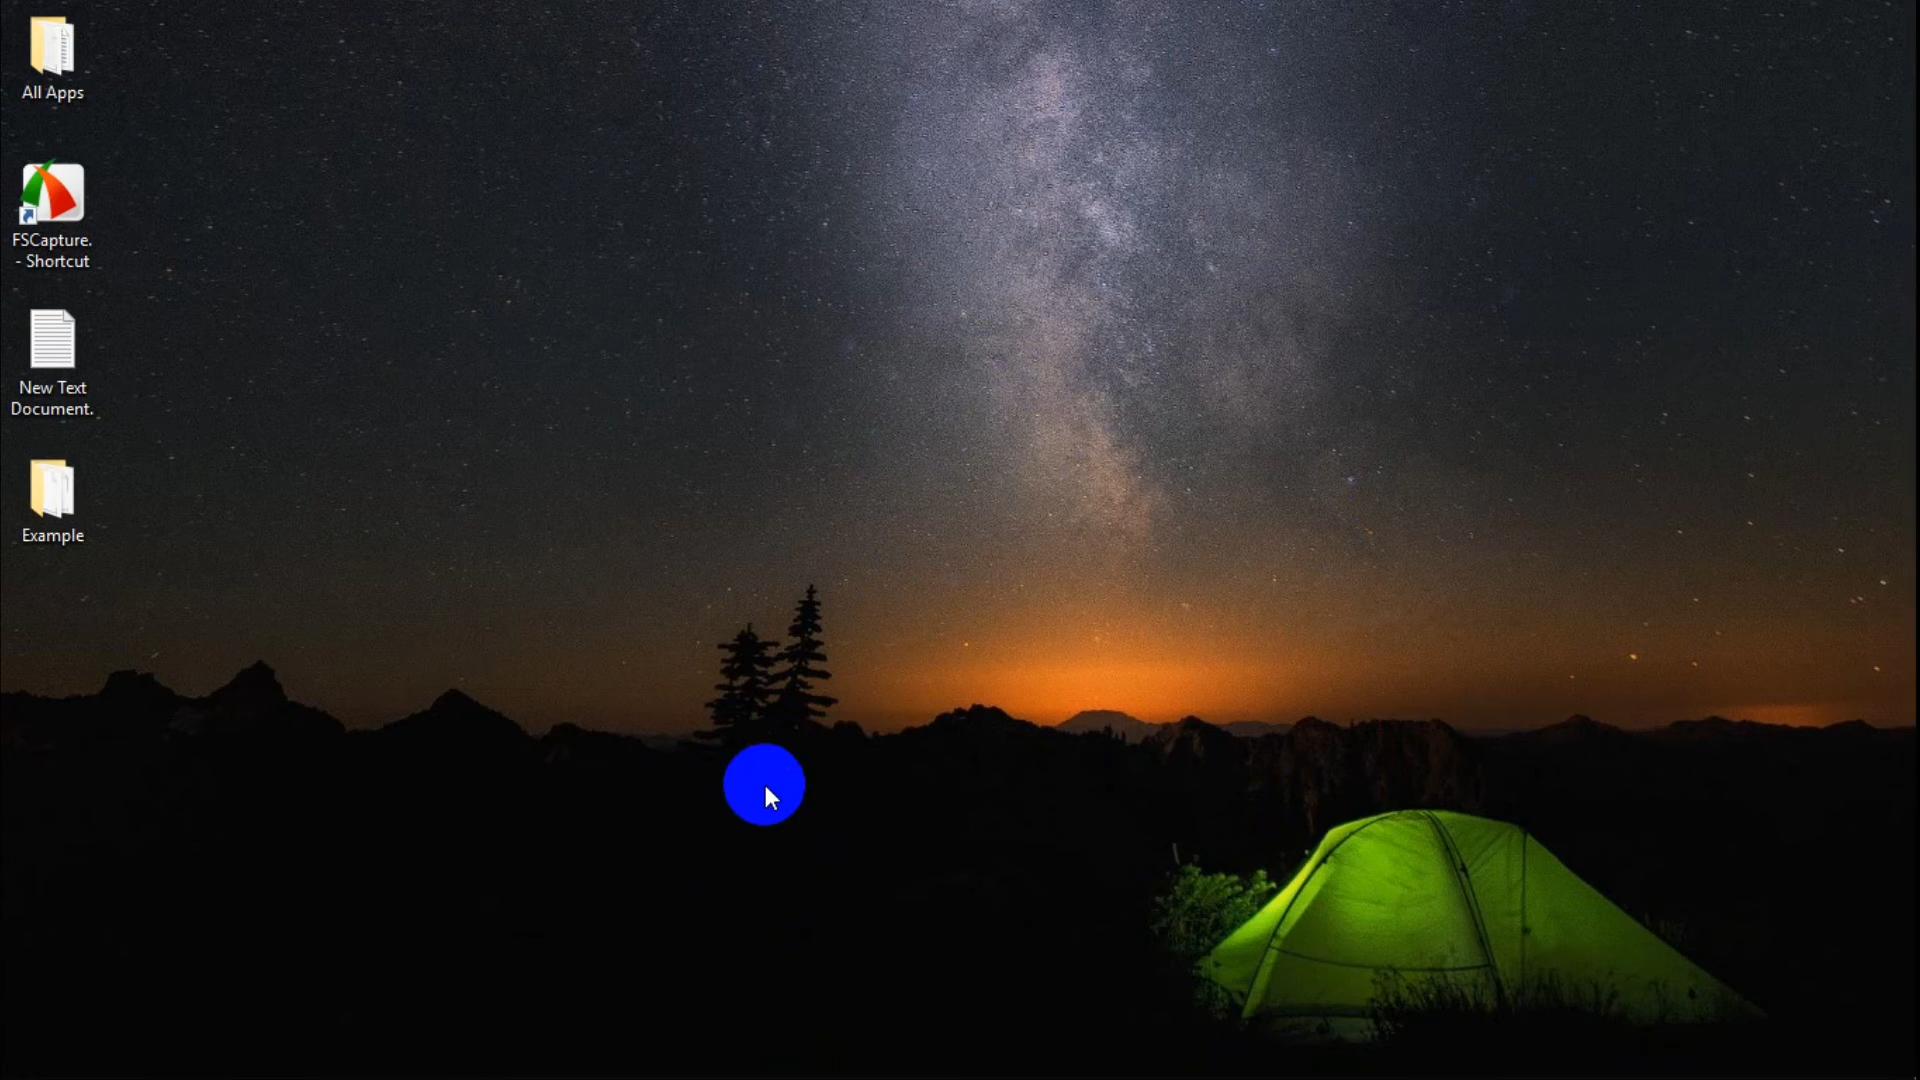 All Apps
FSCapture.
- Shortcut
New Text
Document.
Example